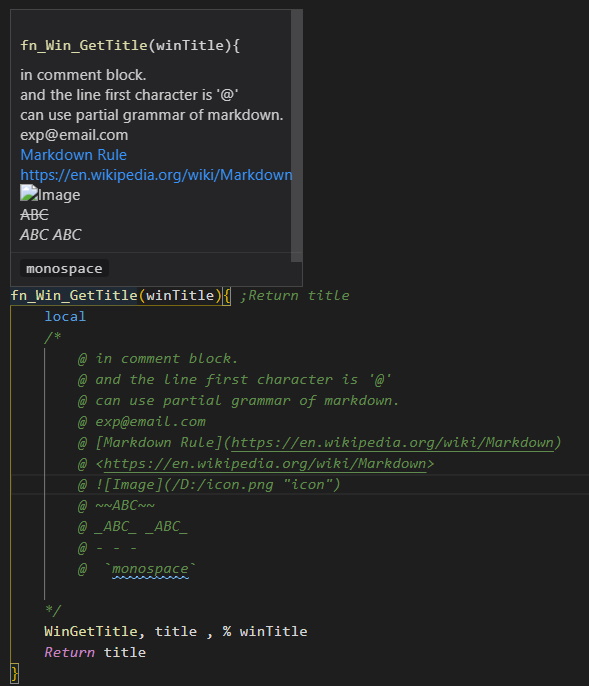 fn_Win_GetTitle(winTitle){
in comment block.
and the line first character is '@'
can use partial grammar of markdown.
exp@email.com
Markdown Rule
https://en.wikipedia.org/wiki/Markdown
Image
ABC
ABC ABC
monospace
fn_Win_GetTitle(winTitle){ ;Return title
local
/*
@ in comment block.
@ and the line first character is '@'
@ can use partial grammar of markdown.
@ exp@email.com
@ [Markdown Rule](https://en.wikipedia.org/wiki/Markdown)
@ <https://en.wikipedia.org/wiki/Markdown>
@ ![Image](/D:/icon.png "icon")
@ ~~ABC~~
@ _ABC_ _ABC_
@ - - -
@  `monospace`
*/
WinGetTitle, title , % winTitle
Return title
}